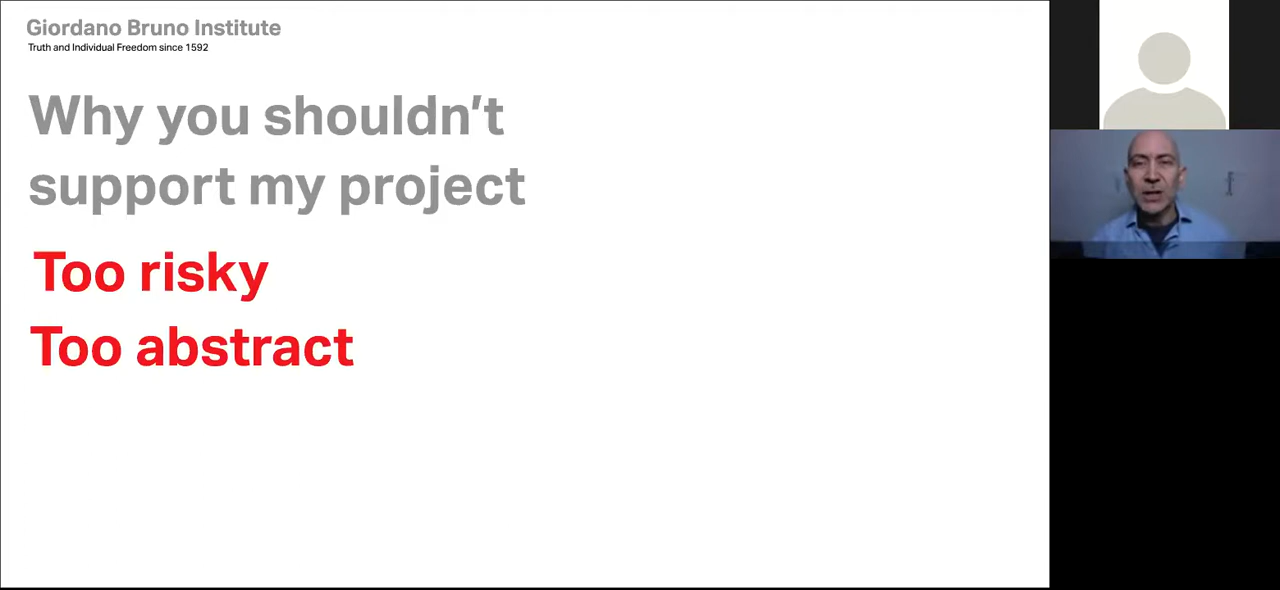 Giordano Bruno Institute
Truth and Individual Freedom since 1592
Why you shouldn’t
support my project
Too risky
Too abstract